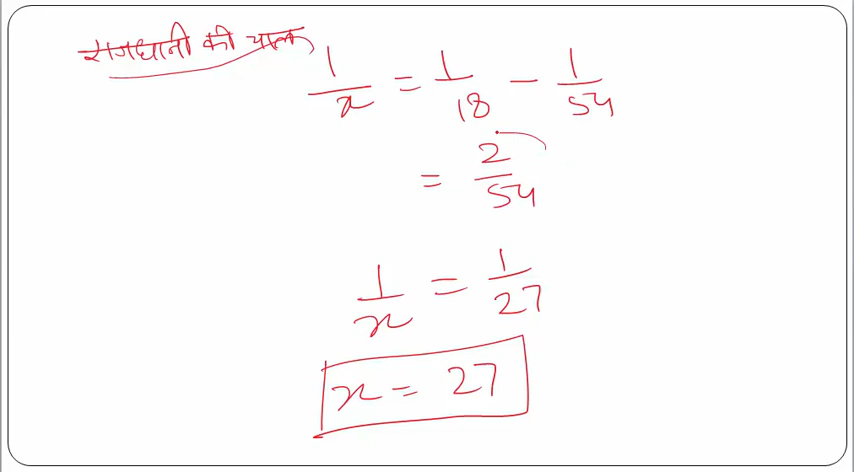 राजधानी की चाल
1/x = 1/18 - 1/54
= 2/54
1/x = 1/27
x = 27